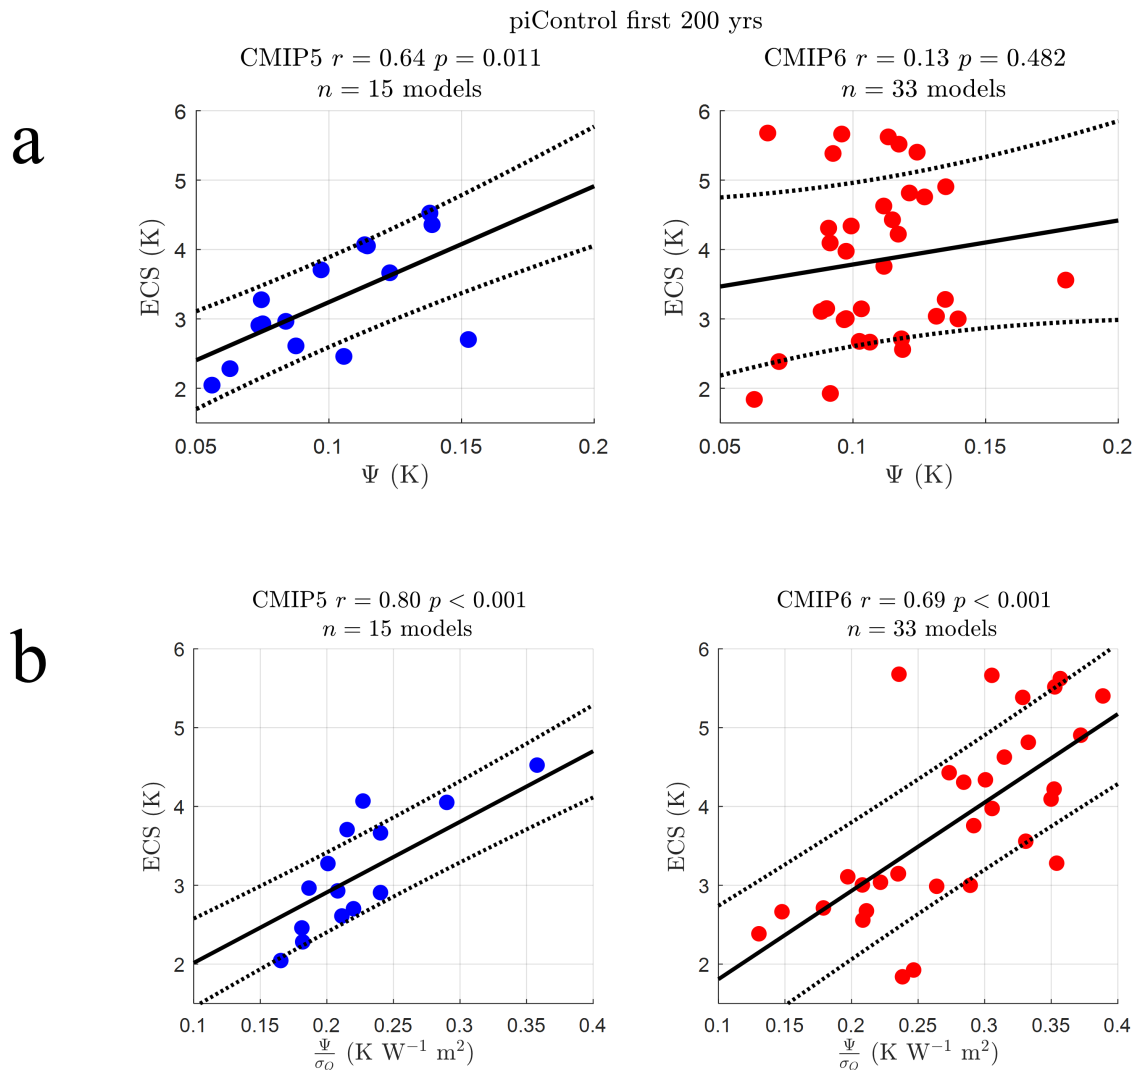 piControl first 200 yrs
a
CMIP5 r = 0.64 p = 0.011
n = 15 models
6
5
4
3
2
ECS (K)
0.05
0.1
0.15
0.2
Ψ (K)
CMIP6 r = 0.13 p = 0.482
n = 33 models
6
5
4
3
2
ECS (K)
0.05
0.1
0.15
0.2
Ψ (K)
b
CMIP5 r = 0.80 p < 0.001
n = 15 models
6
5
4
3
2
ECS (K)
0.1
0.15
0.2
0.25
0.3
0.35
0.4
Ψ/σ_O (K W⁻¹ m²)
CMIP6 r = 0.69 p < 0.001
n = 33 models
6
5
4
3
2
ECS (K)
0.1
0.15
0.2
0.25
0.3
0.35
0.4
Ψ/σ_O (K W⁻¹ m²)